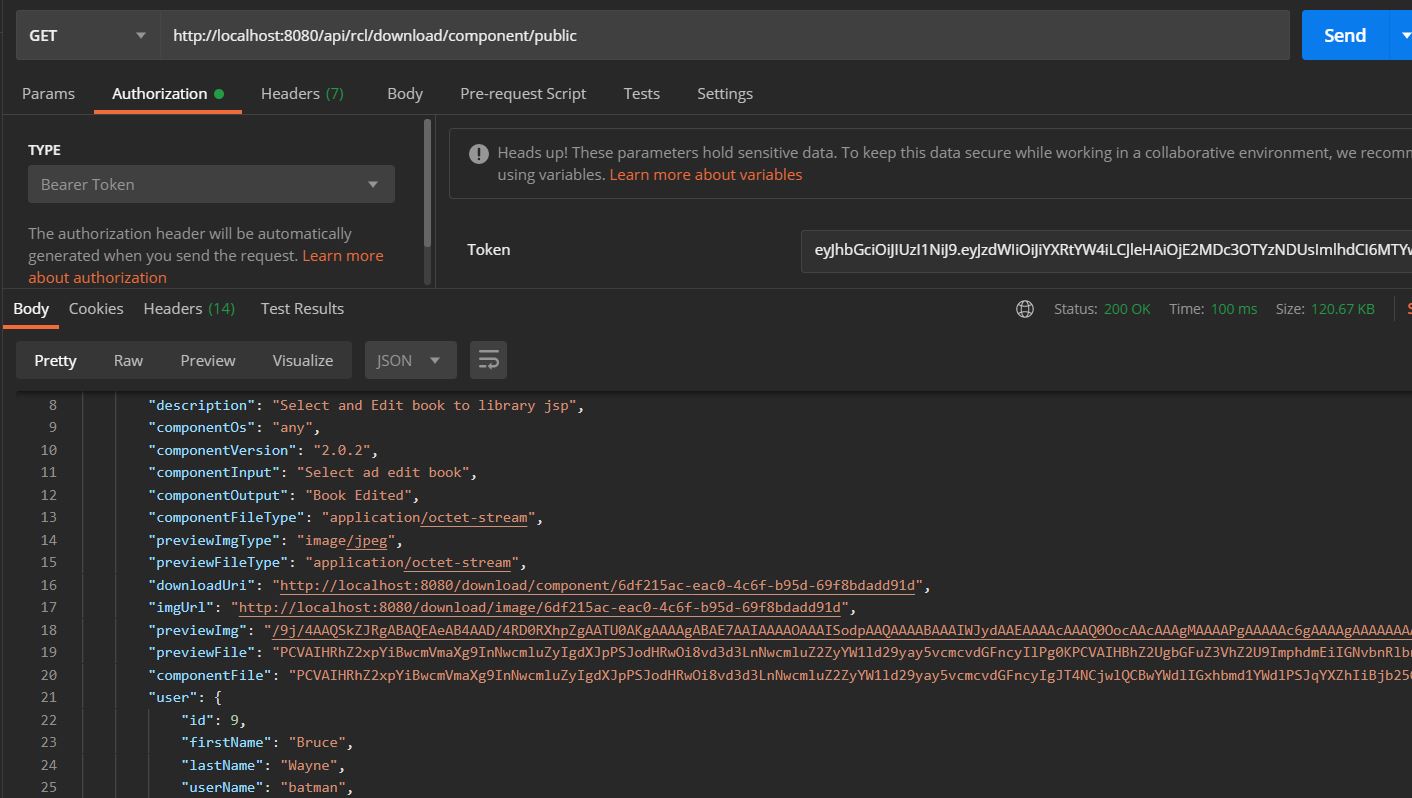 GET http://localhost:8080/api/rcl/download/component/public Send
Params Authorization Headers (7) Body Pre-request Script Tests Settings
TYPE
Bearer Token
The authorization header will be automatically
generated when you send the request. Learn more
about authorization
Heads up! These parameters hold sensitive data. To keep this data secure while working in a collaborative environment, we recomm
using variables. Learn more about variables
Token
Body Cookies Headers (14) Test Results Status: 200 OK Time: 100 ms Size: 120.67 KB
Pretty Raw Preview Visualize JSON
8 "description": "Select and Edit book to library jsp",
9 "componentOs": "any",
10 "componentVersion": "2.0.2",
11 "componentInput": "Select ad edit book",
12 "componentOutput": "Book Edited",
13 "componentFileType": "application/octet-stream",
14 "previewImgType": "image/jpeg",
15 "previewFileType": "application/octet-stream",
16 "downloadUri": "http://localhost:8080/download/component/6df215ac-eac0-4c6f-b95d-69f8bdadd91d",
17 "imgUrl": "http://localhost:8080/download/image/6df215ac-eac0-4c6f-b95d-69f8bdadd91d",
18 "previewImg":
19 "previewFile":
20 "componentFile":
21 "user": {
22 "id": 9,
23 "firstName": "Bruce",
24 "lastName": "Wayne",
25 "userName": "batman",